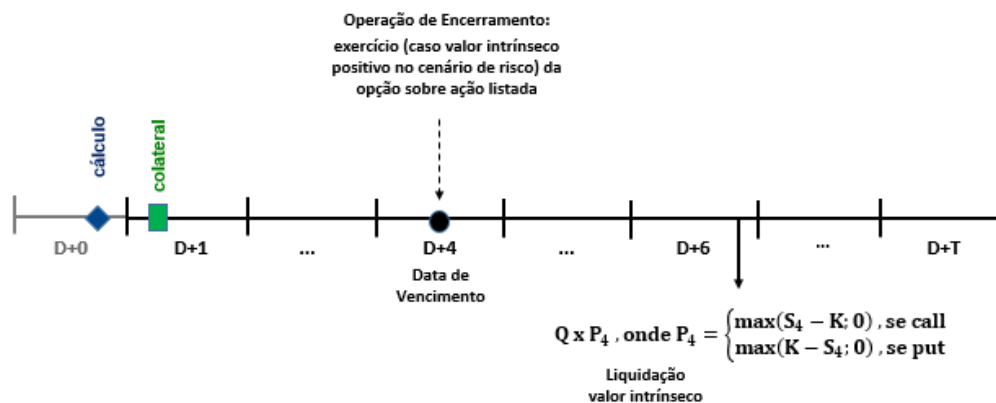 Operação de Encerramento:
exercício (caso valor intrínseco
positivo no cenário de risco) da
opção sobre ação listada
cálculo
colateral
D+0
D+1
...
D+4
...
D+6
...
D+T
Data de
Vencimento
Q x P₄ , onde P₄ = { max(S₄ − K; 0) , se call
max(K − S₄; 0) , se put
Liquidação
valor intrínseco